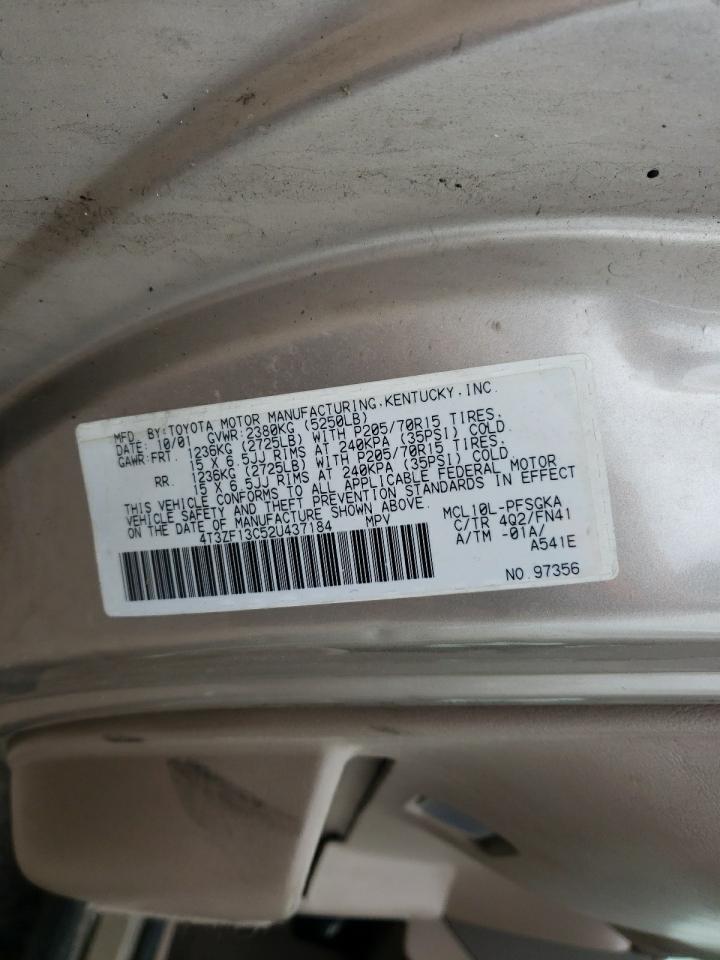 MFD. BY:TOYOTA MOTOR MANUFACTURING,KENTUCKY,INC.
DATE: 10/01 GVWR:2380KG (5250LB)
GAWR:FRT. 1236KG (2725LB) WITH P205/70R15 TIRES.
15 X 6.5JJ RIMS AT 240KPA (35PSI) COLD
RR. 1236KG (2725LB) WITH P205/70R15 TIRES.
15 X 6.5JJ RIMS AT 240KPA (35PSI) COLD
THIS VEHICLE CONFORMS TO ALL APPLICABLE FEDERAL MOTOR
VEHICLE SAFETY AND THEFT PREVENTION STANDARDS IN EFFECT
ON THE DATE OF MANUFACTURE SHOWN ABOVE.
4T3ZF13C52U437184 MPV
MCL10L-PFSGKA
C/TR 4Q2/FN41
A/TM -01A/
A541E
NO.97356